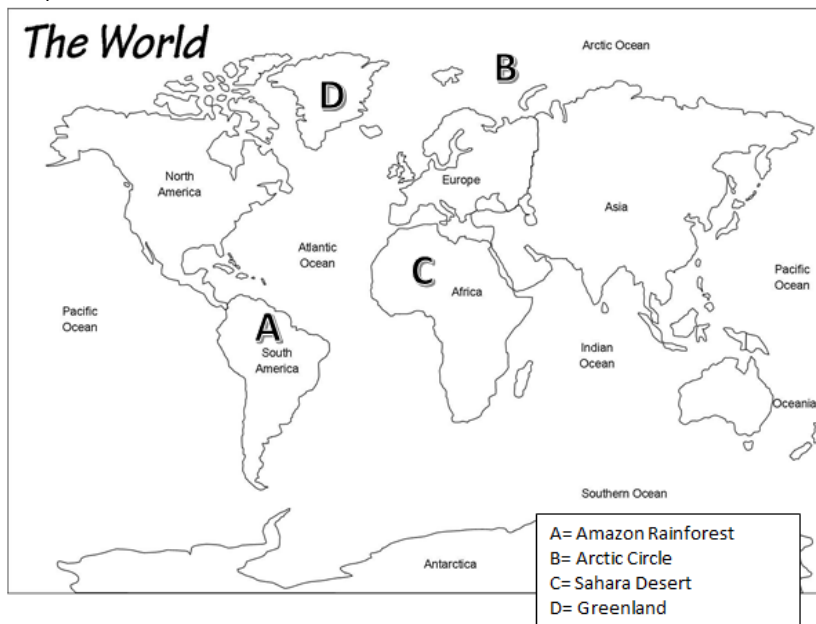 The World
Arctic Ocean
B
D
North
America
Europe
Asia
Atlantic
Ocean
C
Africa
Pacific
Ocean
Pacific
Ocean
A
South
America
Indian
Ocean
Oceania
Southern Ocean
Antarctica
A= Amazon Rainforest
B= Arctic Circle
C= Sahara Desert
D= Greenland